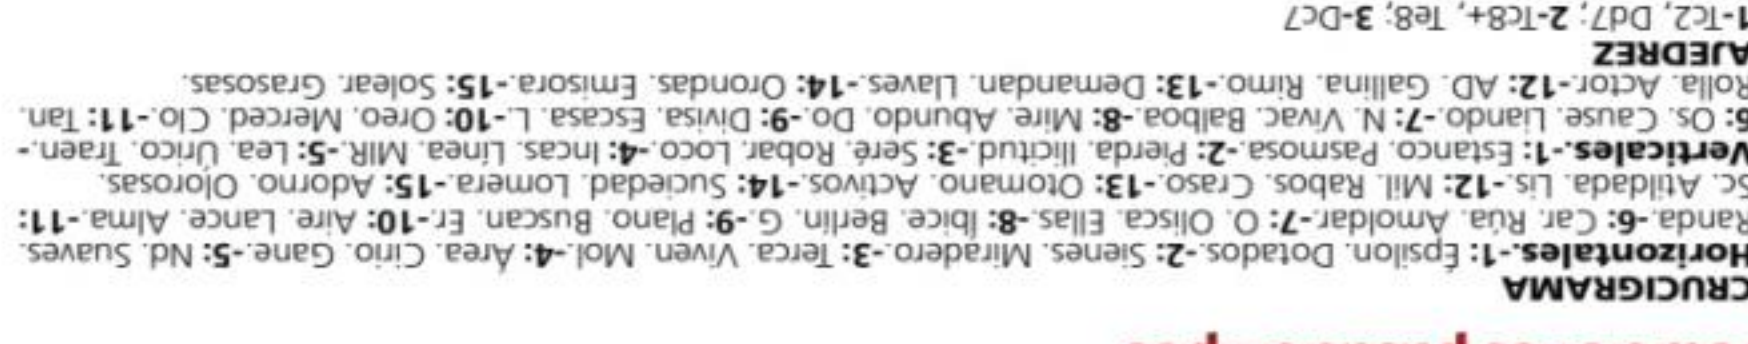 CRUCIGRAMA
Horizontales.-1: Épsilon. Dotados.-2: Sienes. Miradero.-3: Terca. Viven. Mol.-4: Área. Cirio. Gane.-5: Nd. Suaves.
Randa.-6: Car. Rúa. Amoldar.-7: O. Olisca. Ellas.-8: Íbice. Berlín. G.-9: Plano. Buscan. Er.-10: Aire. Lance. Alma.-11:
Sc. Atildada. Lis.-12: Mil. Rabos. Craso.-13: Otomano. Activos.-14: Suciedad. Lomera.-15: Adorno. Olorosas.
Verticales.-1: Estanco. Pasmosa.-2: Pierda. Ilicitud.-3: Seré. Robar. Loco.-4: Incas. Línea. MIR.-5: Lea. Úrico. Traen.-
6: Os. Cause. Liando.-7: N. Vivac. Balboa.-8: Mire. Abundo. Do.-9: Divisa. Escasa. L.-10: Oreo. Merced. Clo.-11: Tan.
Rolla. Actor.-12: AD. Gallina. Rimo.-13: Demandan. Llaves.-14: Orondas. Emisora.-15: Solear. Grasosas.
AJEDREZ
1-Tc2, Dd7; 2-Tc8+, Te8; 3-Dc7